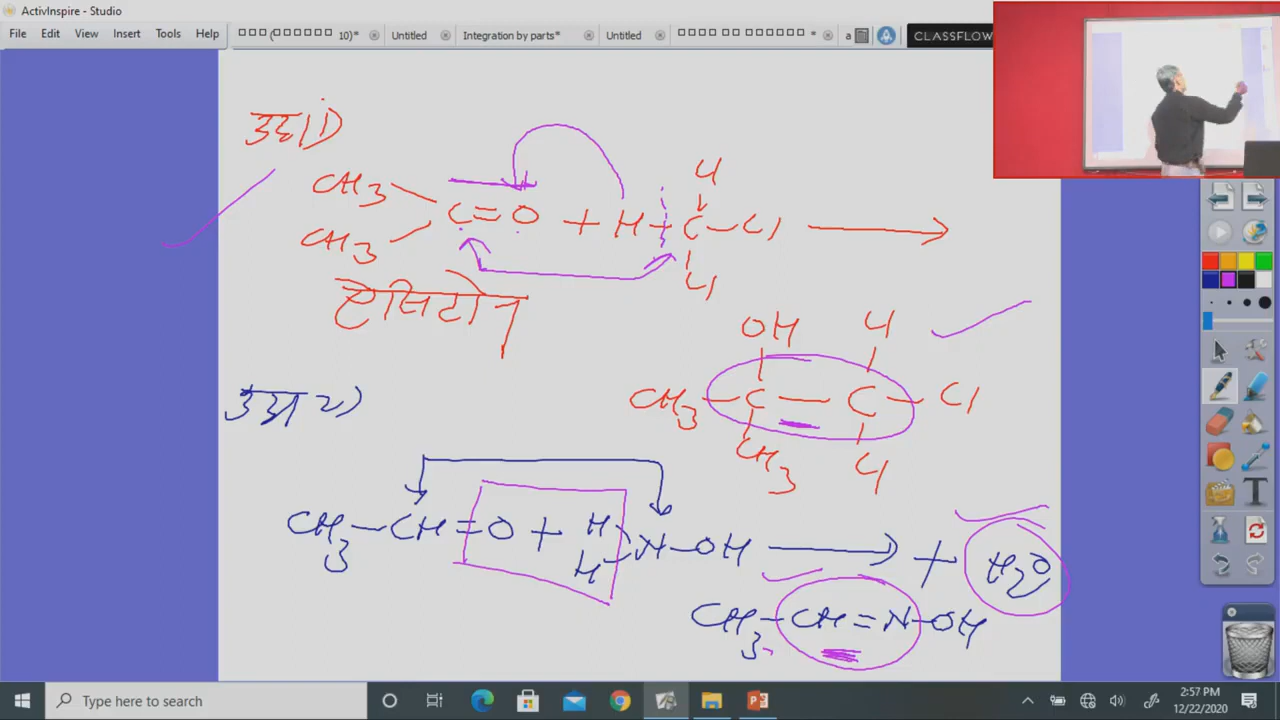 ActivInspire - Studio
File Edit View Insert Tools Help
10)* Untitled Integration by parts* Untitled * a CLASSFLOW
उदा 1)
CH3
CH3
C=O + H - C - Cl
Cl
Cl
एसिटोन
OH Cl
CH3 - C - C - Cl
CH3 Cl
उदा 2)
CH3 - CH = O + H N - OH + H2O
H
CH3 - CH = N - OH
Type here to search
2:57 PM
12/22/2020